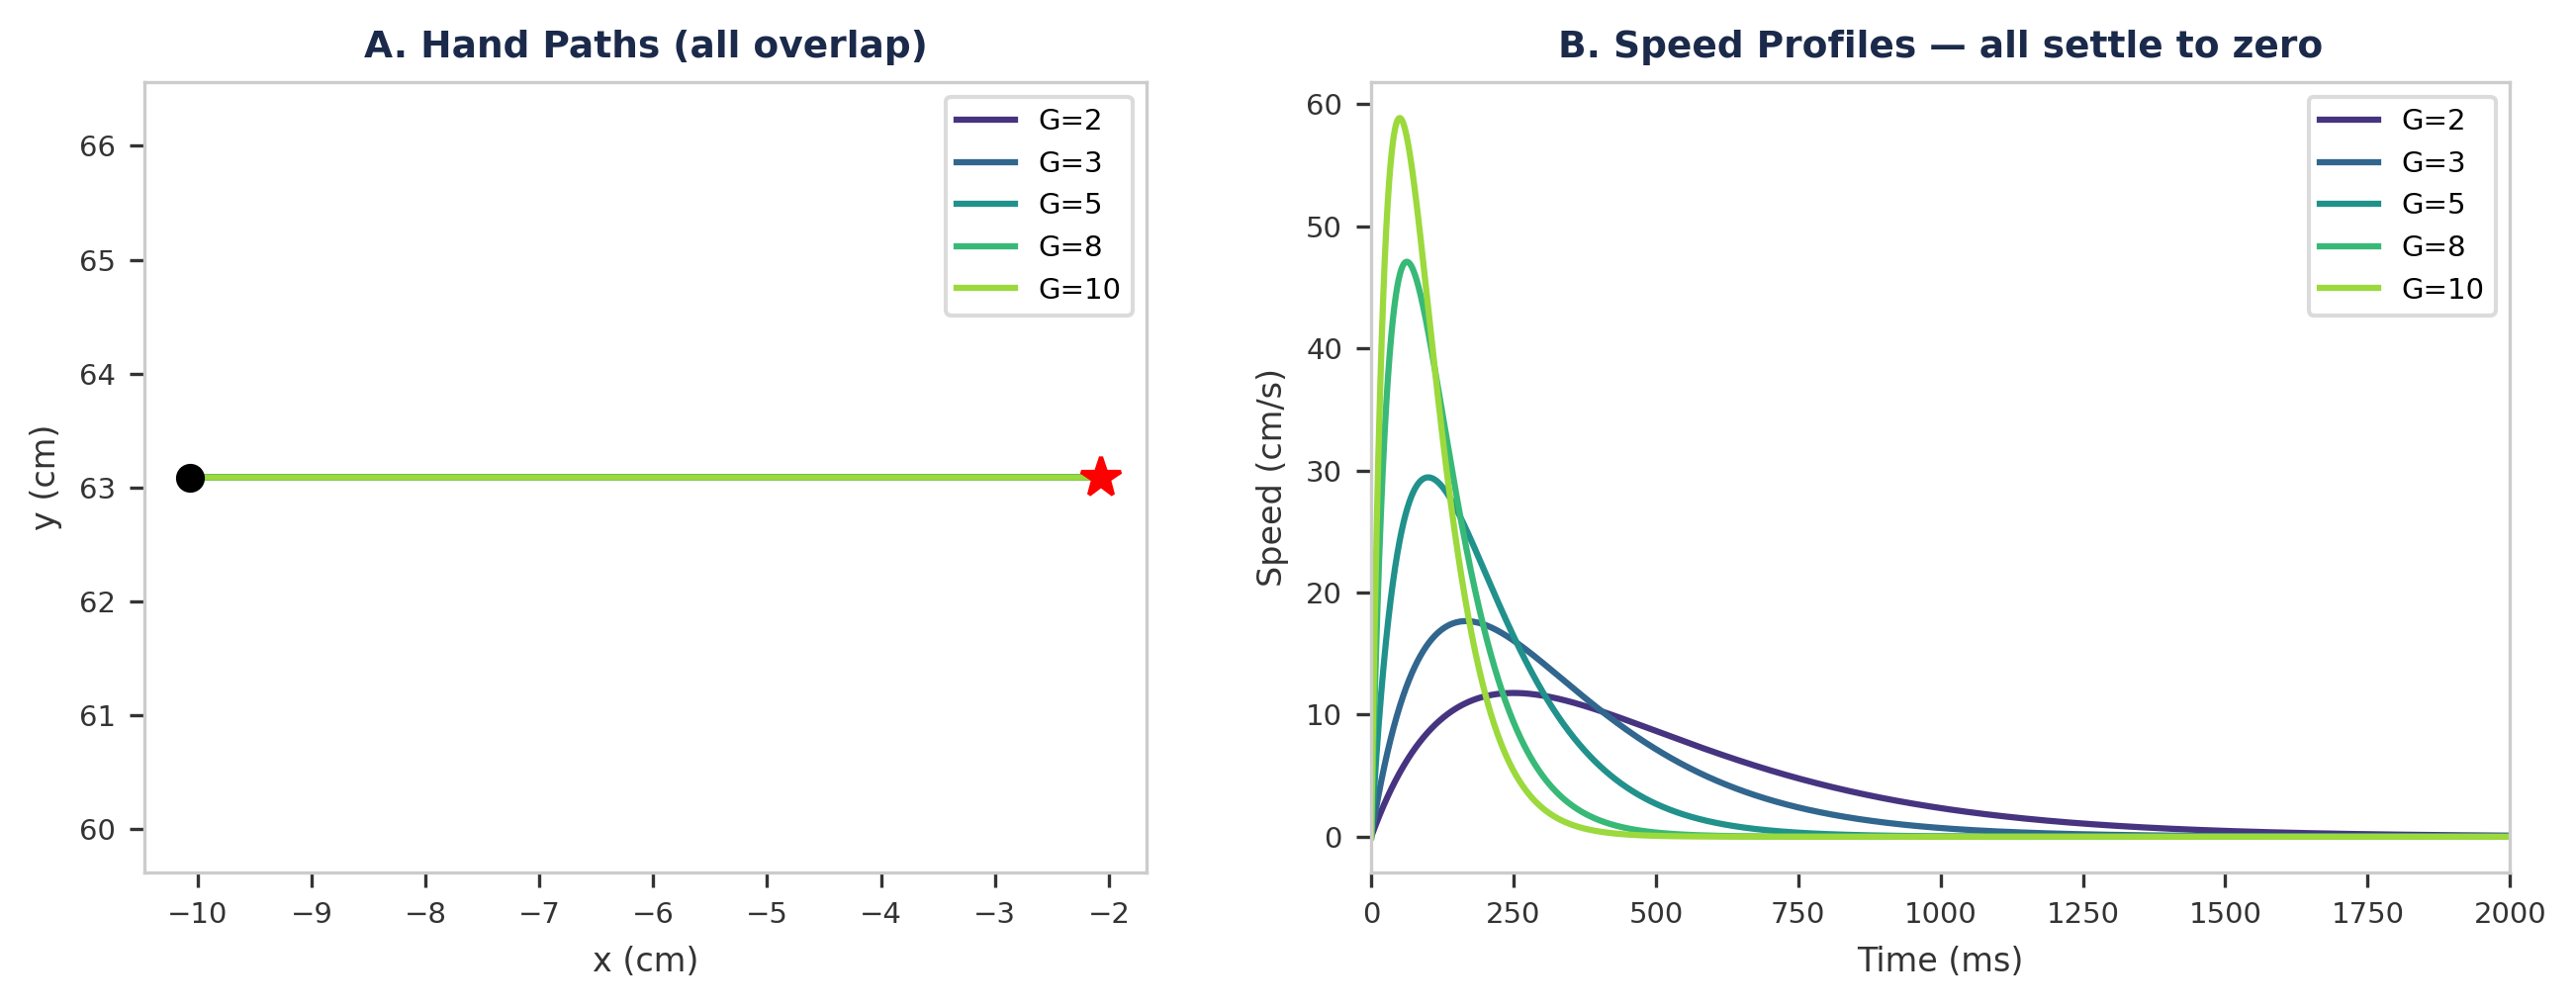 A. Hand Paths (all overlap)
66
65
64
63
62
61
60
y (cm)
−10 −9 −8 −7 −6 −5 −4 −3 −2
x (cm)
G=2
G=3
G=5
G=8
G=10
B. Speed Profiles — all settle to zero
60
50
40
30
20
10
0
Speed (cm/s)
0 250 500 750 1000 1250 1500 1750 2000
Time (ms)
G=2
G=3
G=5
G=8
G=10